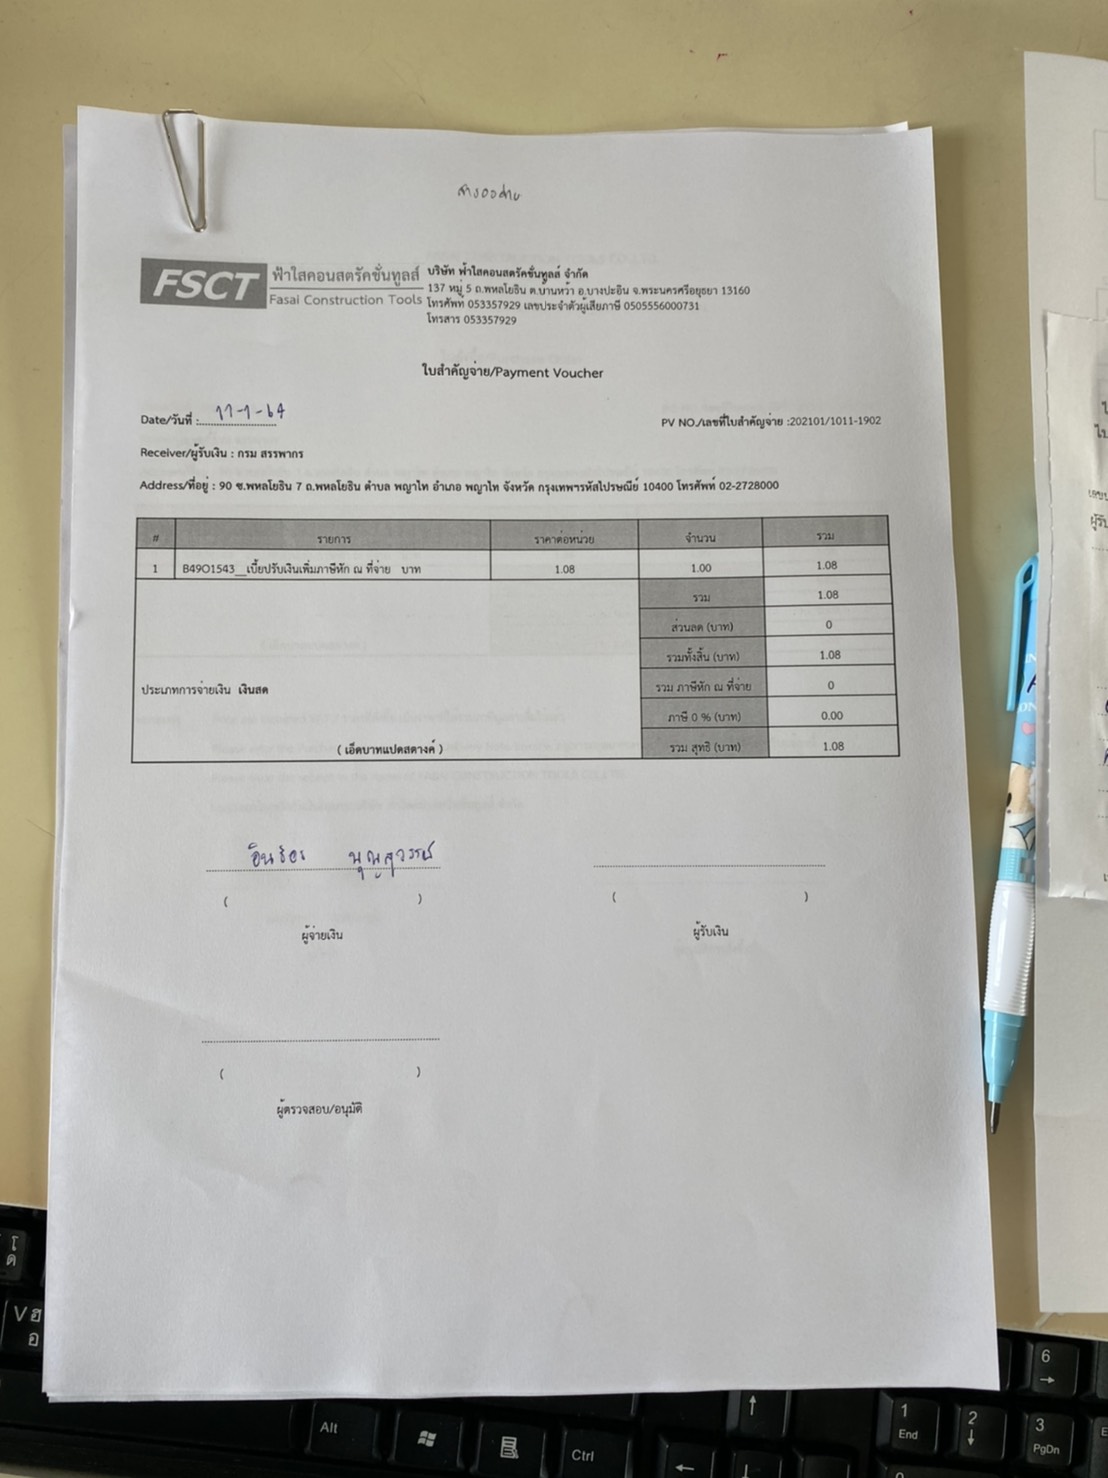 สำรองจ่าย
FSCT ฟ้าใสคอนสตรัคชั่นทูลส์
Fasai Construction Tools
บริษัท ฟ้าใสคอนสตรัคชั่นทูลส์ จำกัด
137 หมู่ 5 ถ.พหลโยธิน ต.บ้านหว้า อ.บางปะอิน จ.พระนครศรีอยุธยา 13160
โทรศัพท์ 053357929 เลขประจำตัวผู้เสียภาษี 0505556000731
โทรสาร 053357929
ใบสำคัญจ่าย/Payment Voucher
Date/วันที่ : 11-1-64
PV NO./เลขที่ใบสำคัญจ่าย :202101/1011-1902
Receiver/ผู้รับเงิน : กรม สรรพากร
Address/ที่อยู่ : 90 ซ.พหลโยธิน 7 ถ.พหลโยธิน ตำบล พญาไท อำเภอ พญาไท จังหวัด กรุงเทพฯรหัสไปรษณีย์ 10400 โทรศัพท์ 02-2728000
# รายการ ราคาต่อหน่วย จำนวน รวม
1 B49O1543__เบี้ยปรับเงินเพิ่มภาษีหัก ณ ที่จ่าย บาท 1.08 1.00 1.08
รวม 1.08
ส่วนลด (บาท) 0
รวมทั้งสิ้น (บาท) 1.08
ประเภทการจ่ายเงิน เงินสด รวม ภาษีหัก ณ ที่จ่าย 0
ภาษี 0 % (บาท) 0.00
( เอ็ดบาทแปดสตางค์ ) รวม สุทธิ (บาท) 1.08
( )
ผู้จ่ายเงิน
( )
ผู้รับเงิน
( )
ผู้ตรวจสอบ/อนุมัติ
Alt
Ctrl
1
End
2
3
PgDn
6